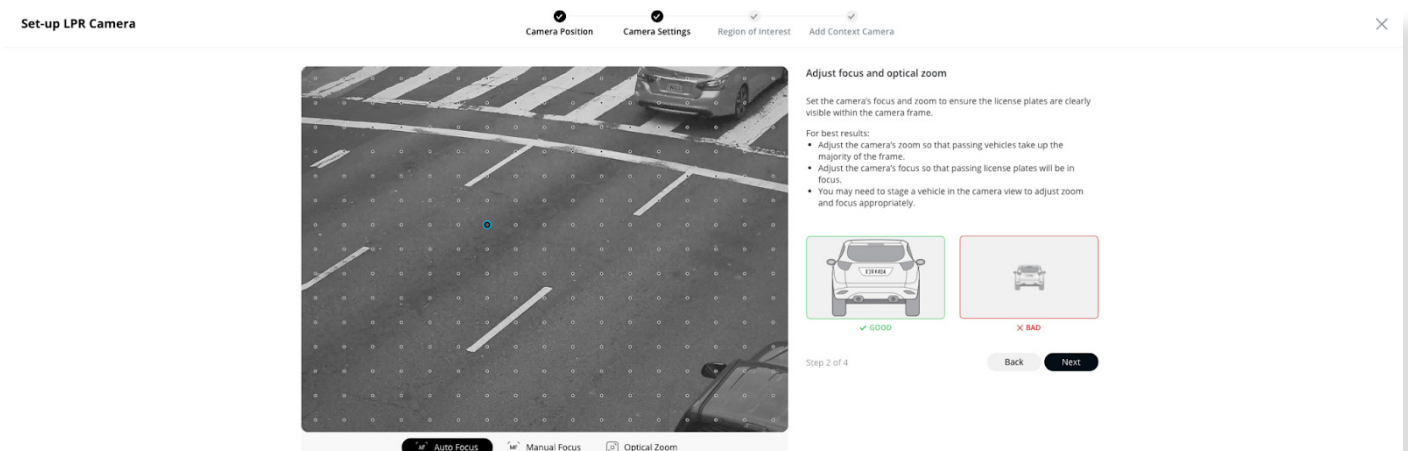 Set-up LPR Camera
Camera Position
Camera Settings
Region of Interest
Add Context Camera
Adjust focus and optical zoom
Set the camera's focus and zoom to ensure the license plates are clearly
visible within the camera frame.
For best results:
• Adjust the camera's zoom so that passing vehicles take up the
majority of the frame.
• Adjust the camera's focus so that passing license plates will be in
focus.
• You may need to stage a vehicle in the camera view to adjust zoom
and focus appropriately.
GOOD
BAD
Step 2 of 4
Back
Next
AF Auto Focus
MF Manual Focus
Optical Zoom